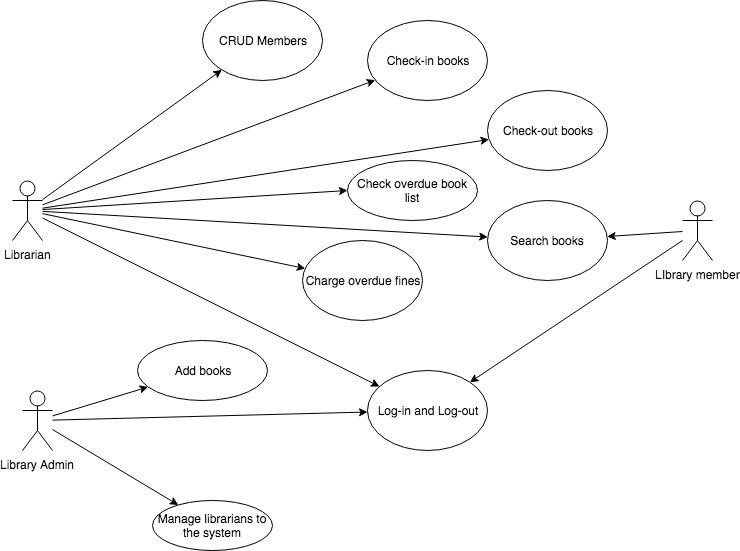 CRUD Members
Check-in books
Check-out books
Check overdue book
list
Librarian
Search books
LIbrary member
Charge overdue fines
Add books
Log-in and Log-out
Library Admin
Manage librarians to
the system